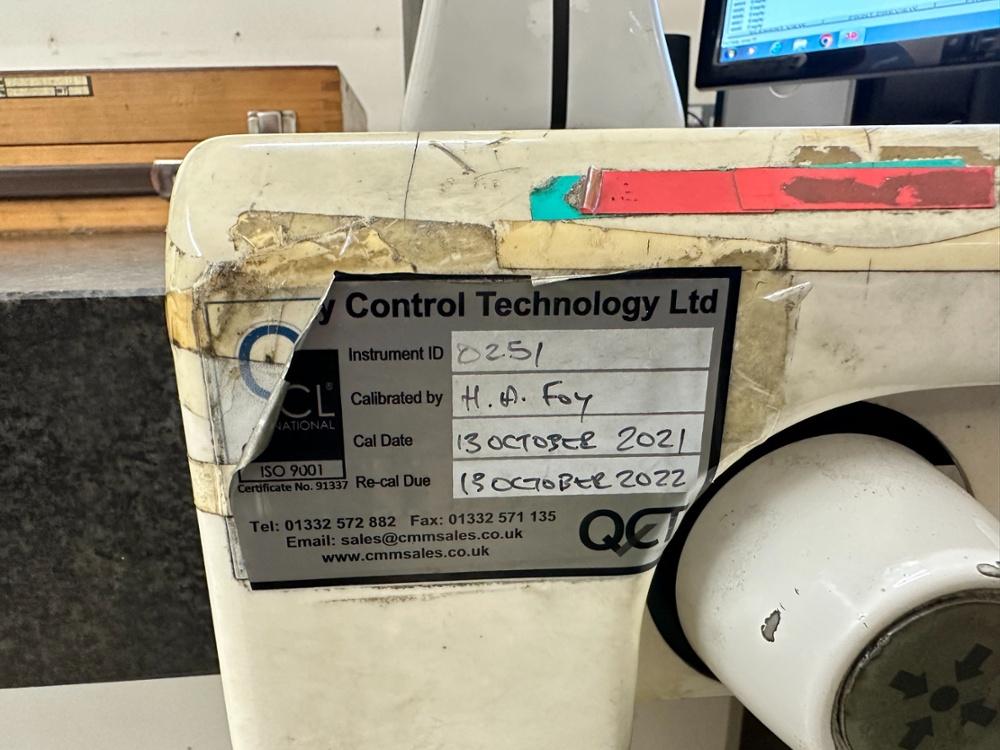 y Control Technology Ltd
Instrument ID 0251
Calibrated by H. A. Foy
CL®
NATIONAL
Cal Date 13 OCTOBER 2021
ISO 9001
Certificate No. 91337
Re-cal Due 13 OCTOBER 2022
Tel: 01332 572 882 Fax: 01332 571 135
Email: sales@cmmsales.co.uk
www.cmmsales.co.uk
QCT